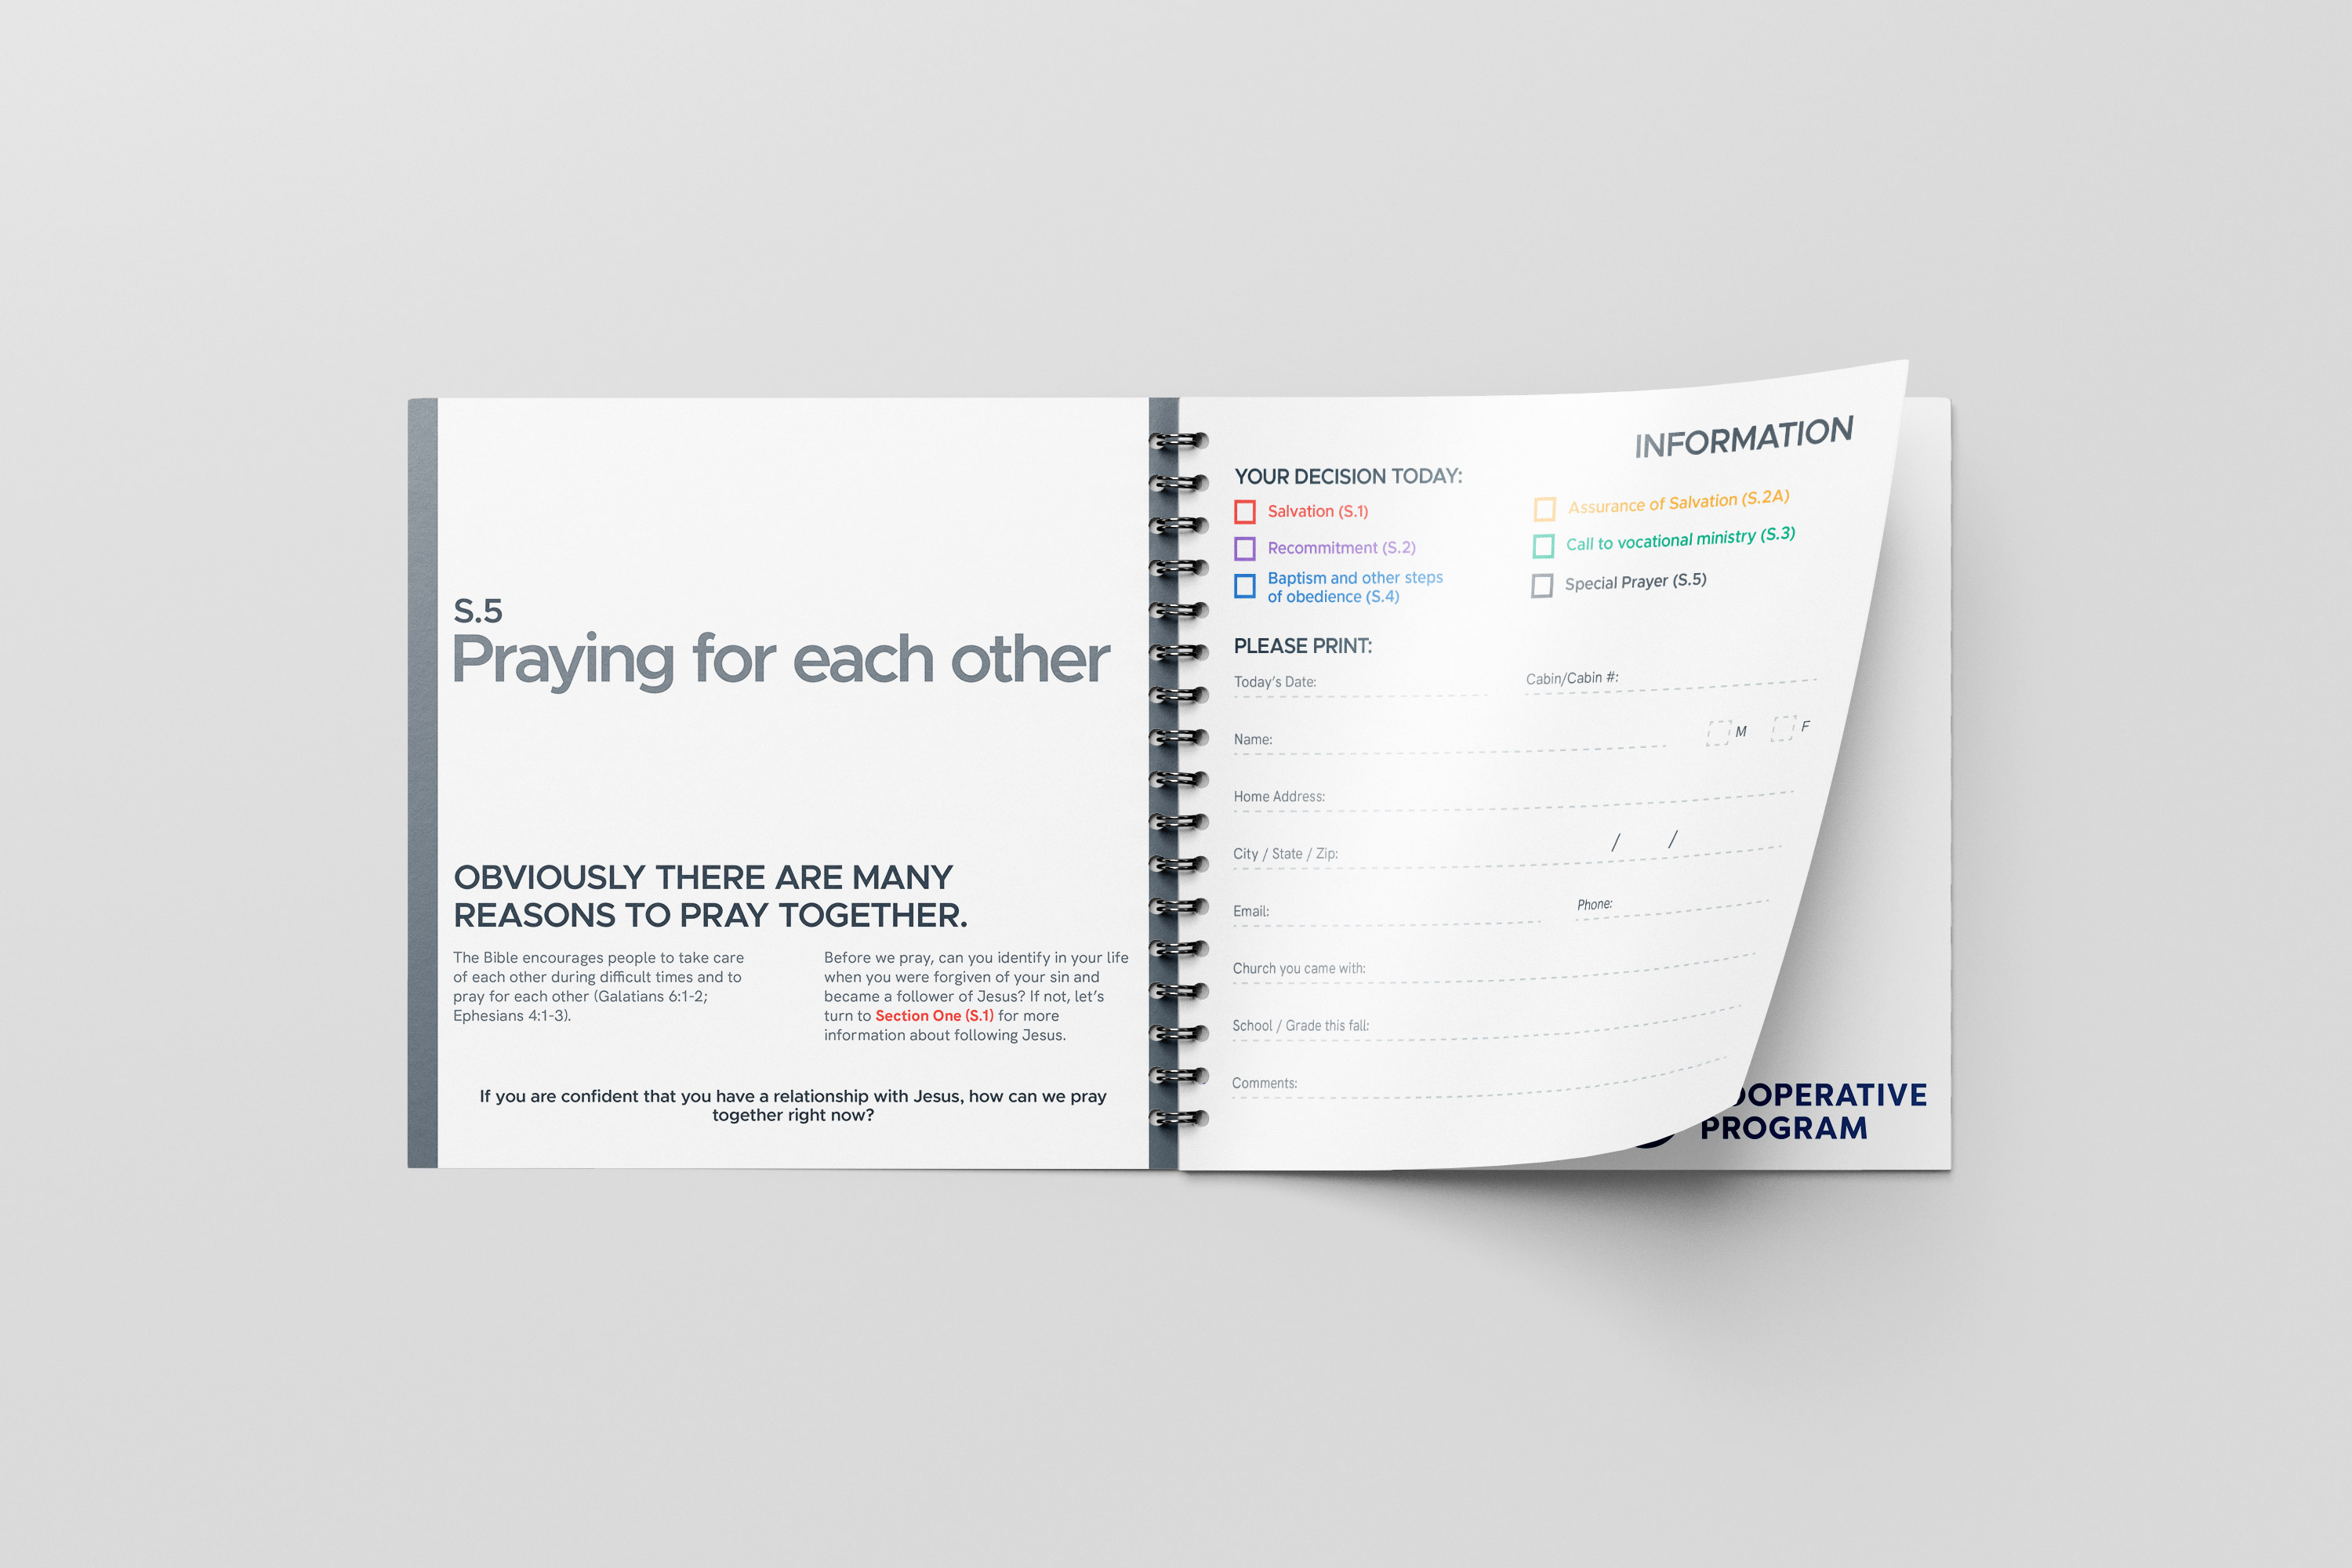 S.5
Praying for each other
OBVIOUSLY THERE ARE MANY
REASONS TO PRAY TOGETHER.
The Bible encourages people to take care
of each other during difficult times and to
pray for each other (Galatians 6:1-2;
Ephesians 4:1-3).
Before we pray, can you identify in your life
when you were forgiven of your sin and
became a follower of Jesus? If not, let's
turn to Section One (S.1) for more
information about following Jesus.
If you are confident that you have a relationship with Jesus, how can we pray
together right now?
INFORMATION
YOUR DECISION TODAY:
Salvation (S.1)
Recommitment (S.2)
Baptism and other steps
of obedience (S.4)
Assurance of Salvation (S.2A)
Call to vocational ministry (S.3)
Special Prayer (S.5)
PLEASE PRINT:
Today's Date: Cabin/Cabin #:
Name: M F
Home Address:
City / State / Zip: / /
Email: Phone:
Church you came with:
School / Grade this fall:
Comments:
OOPERATIVE
PROGRAM